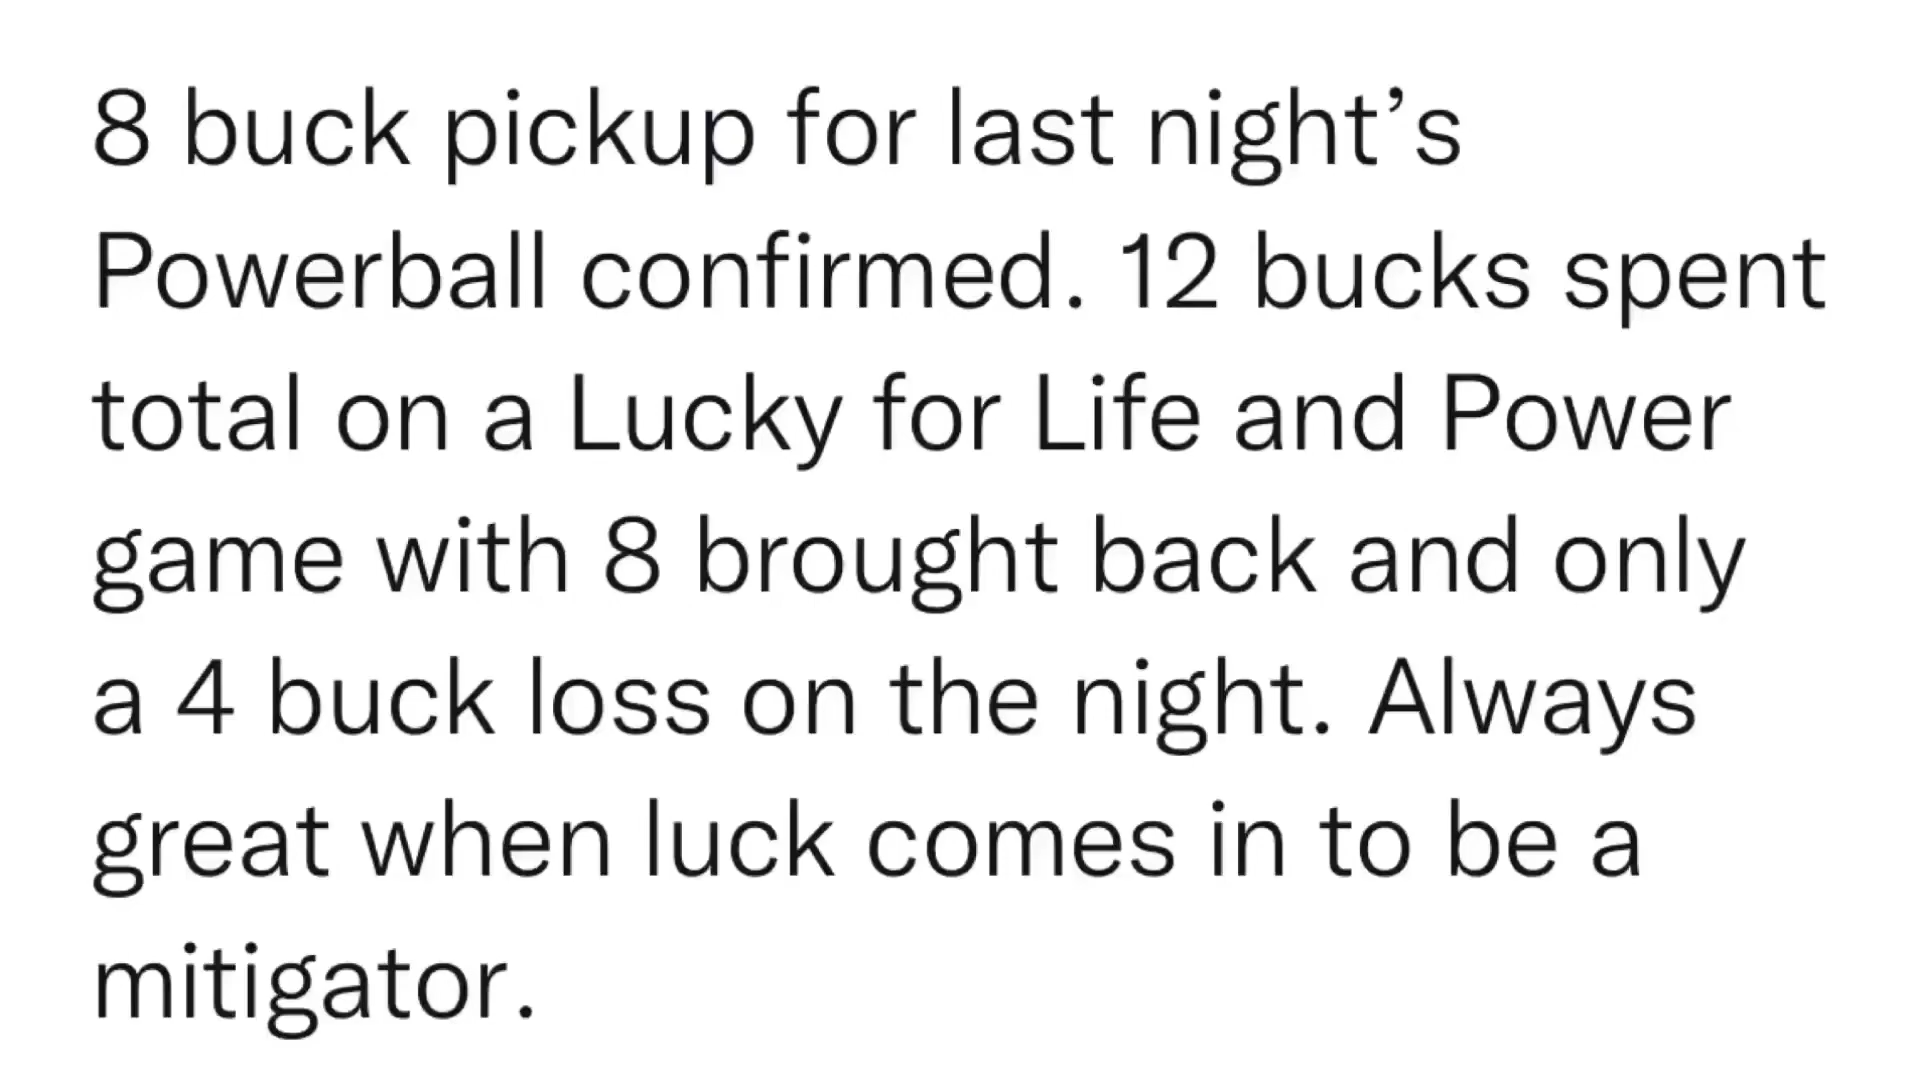 8 buck pickup for last night’s
Powerball confirmed. 12 bucks spent
total on a Lucky for Life and Power
game with 8 brought back and only
a 4 buck loss on the night. Always
great when luck comes in to be a
mitigator.